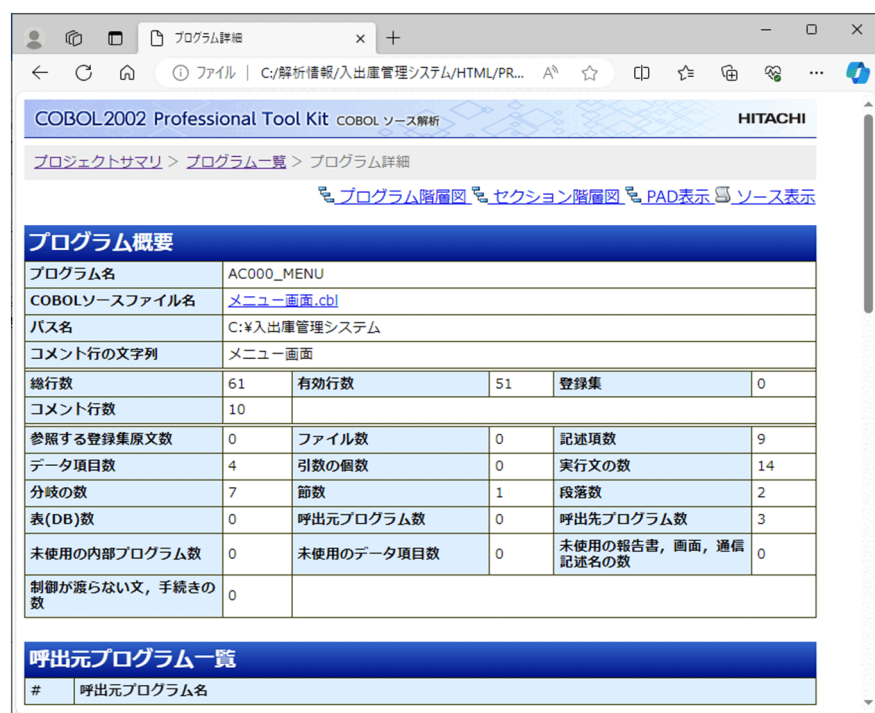 プログラム詳細
ファイル | C:/解析情報/入出庫管理システム/HTML/PR...
COBOL2002 Professional Tool Kit COBOL ソース解析 HITACHI
プロジェクトサマリ > プログラム一覧 > プログラム詳細
プログラム階層図 セクション階層図 PAD表示 ソース表示
プログラム概要
プログラム名 AC000_MENU
COBOLソースファイル名 メニュー画面.cbl
パス名 C:¥入出庫管理システム
コメント行の文字列 メニュー画面
総行数 61 有効行数 51 登録集 0
コメント行数 10
参照する登録集原文数 0 ファイル数 0 記述項数 9
データ項目数 4 引数の個数 0 実行文の数 14
分岐の数 7 節数 1 段落数 2
表(DB)数 0 呼出元プログラム数 0 呼出先プログラム数 3
未使用の内部プログラム数 0 未使用のデータ項目数 0 未使用の報告書，画面，通信
記述名の数 0
制御が渡らない文，手続きの
数 0
呼出元プログラム一覧
# 呼出元プログラム名